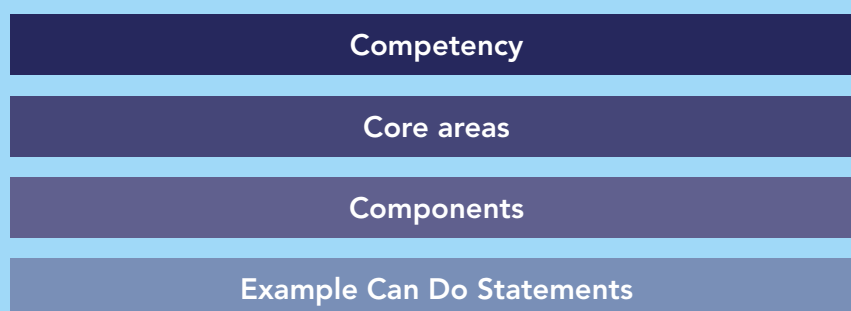 Competency
Core areas
Components
Example Can Do Statements